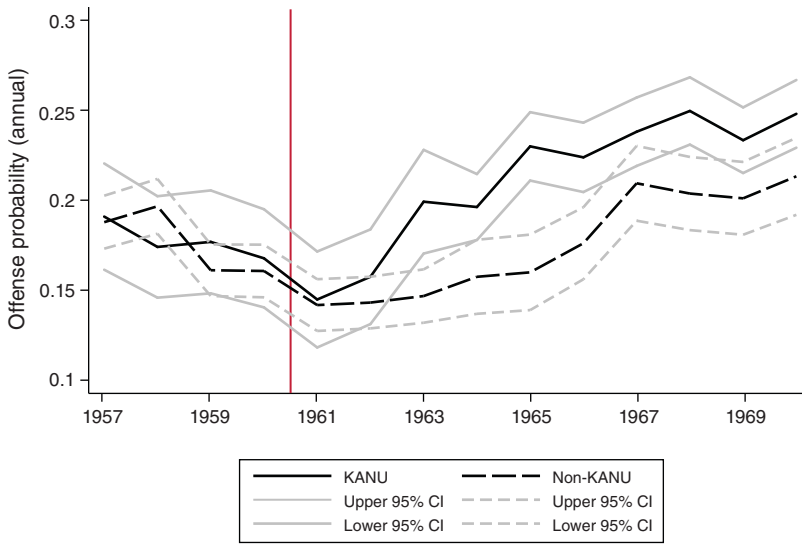 0.3
0.25
0.2
0.15
0.1
Offense probability (annual)
1957 1959 1961 1963 1965 1967 1969
KANU Non-KANU
Upper 95% CI Upper 95% CI
Lower 95% CI Lower 95% CI